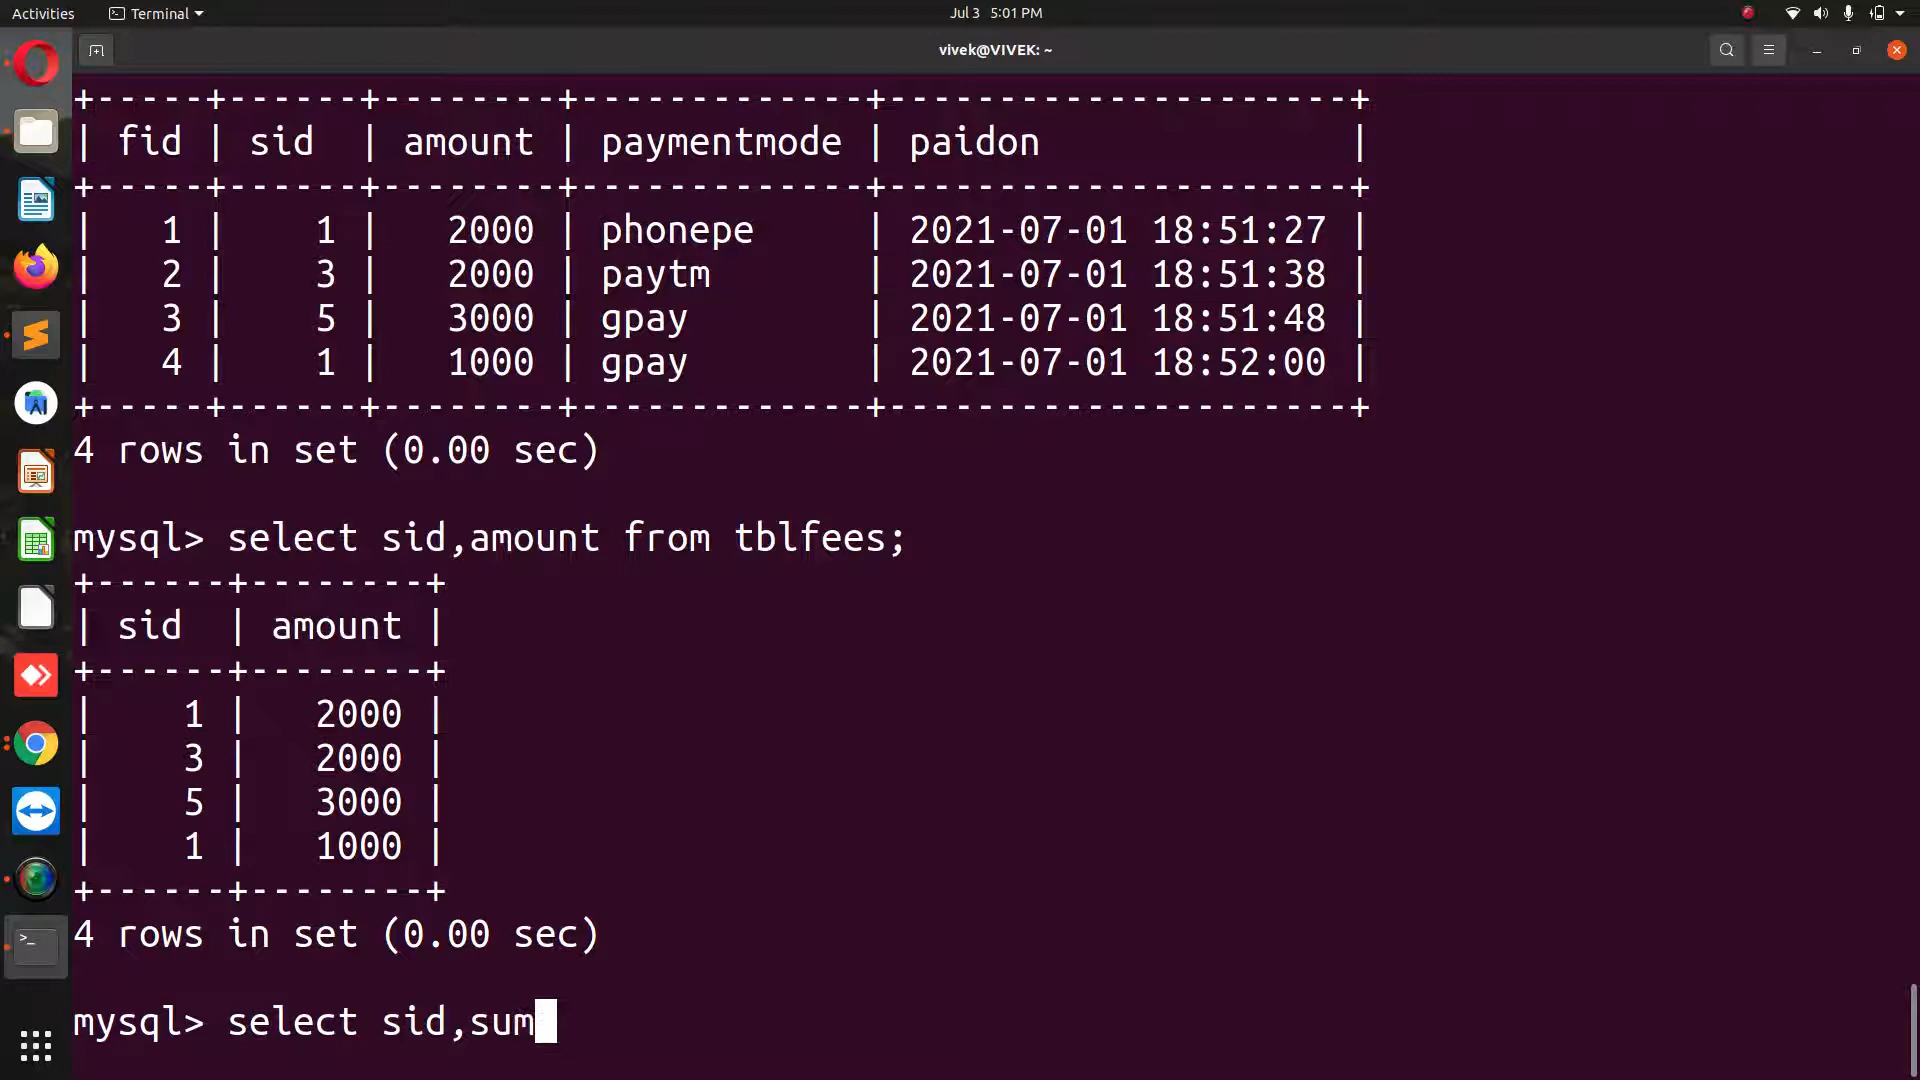 Activities Terminal Jul 3 5:01 PM
vivek@VIVEK: ~
+-----+------+--------+-------------+---------------------+
| fid | sid  | amount | paymentmode | paidon              |
+-----+------+--------+-------------+---------------------+
|   1 |    1 |   2000 | phonepe     | 2021-07-01 18:51:27 |
|   2 |    3 |   2000 | paytm       | 2021-07-01 18:51:38 |
|   3 |    5 |   3000 | gpay        | 2021-07-01 18:51:48 |
|   4 |    1 |   1000 | gpay        | 2021-07-01 18:52:00 |
+-----+------+--------+-------------+---------------------+
4 rows in set (0.00 sec)
mysql> select sid,amount from tblfees;
+------+--------+
| sid  | amount |
+------+--------+
|    1 |   2000 |
|    3 |   2000 |
|    5 |   3000 |
|    1 |   1000 |
+------+--------+
4 rows in set (0.00 sec)
mysql> select sid,sum